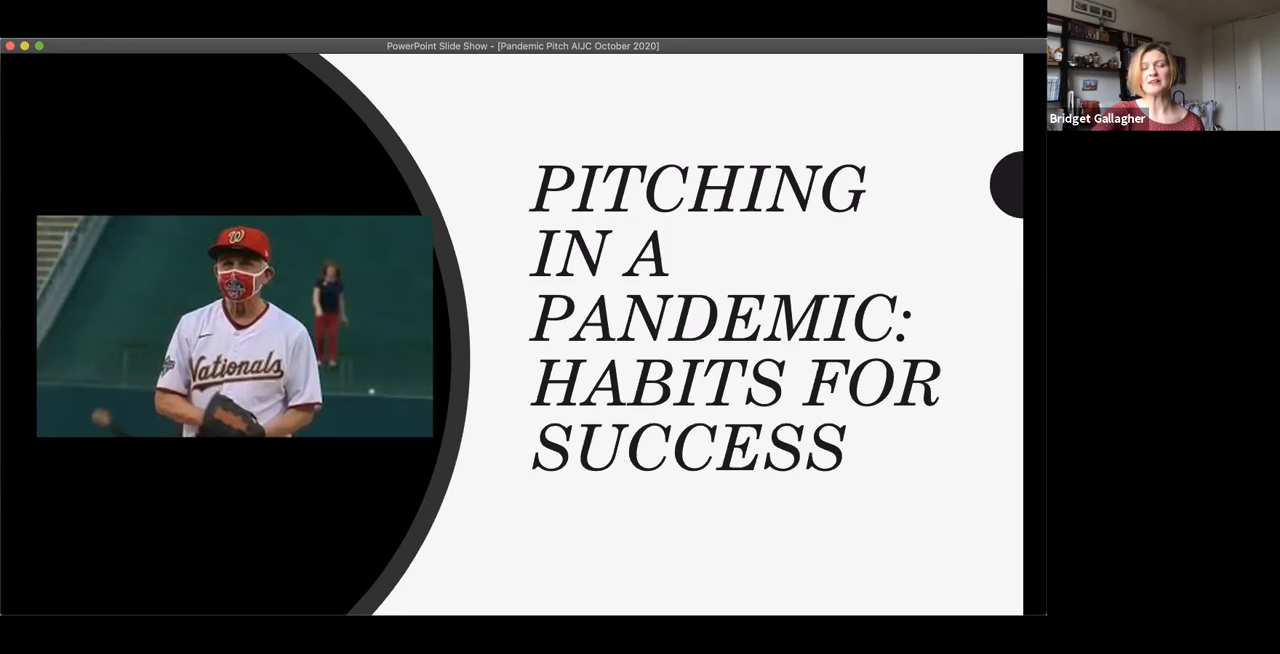 PowerPoint Slide Show - [Pandemic Pitch AIJC October 2020]
Bridget Gallagher
PITCHING
IN A
PANDEMIC:
HABITS FOR
SUCCESS
W
Nationals